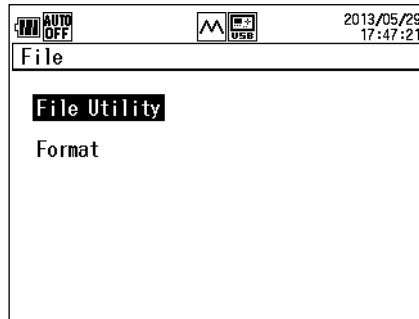 AUTO
OFF
USB
2013/05/29
17:47:21
File
File Utility
Format